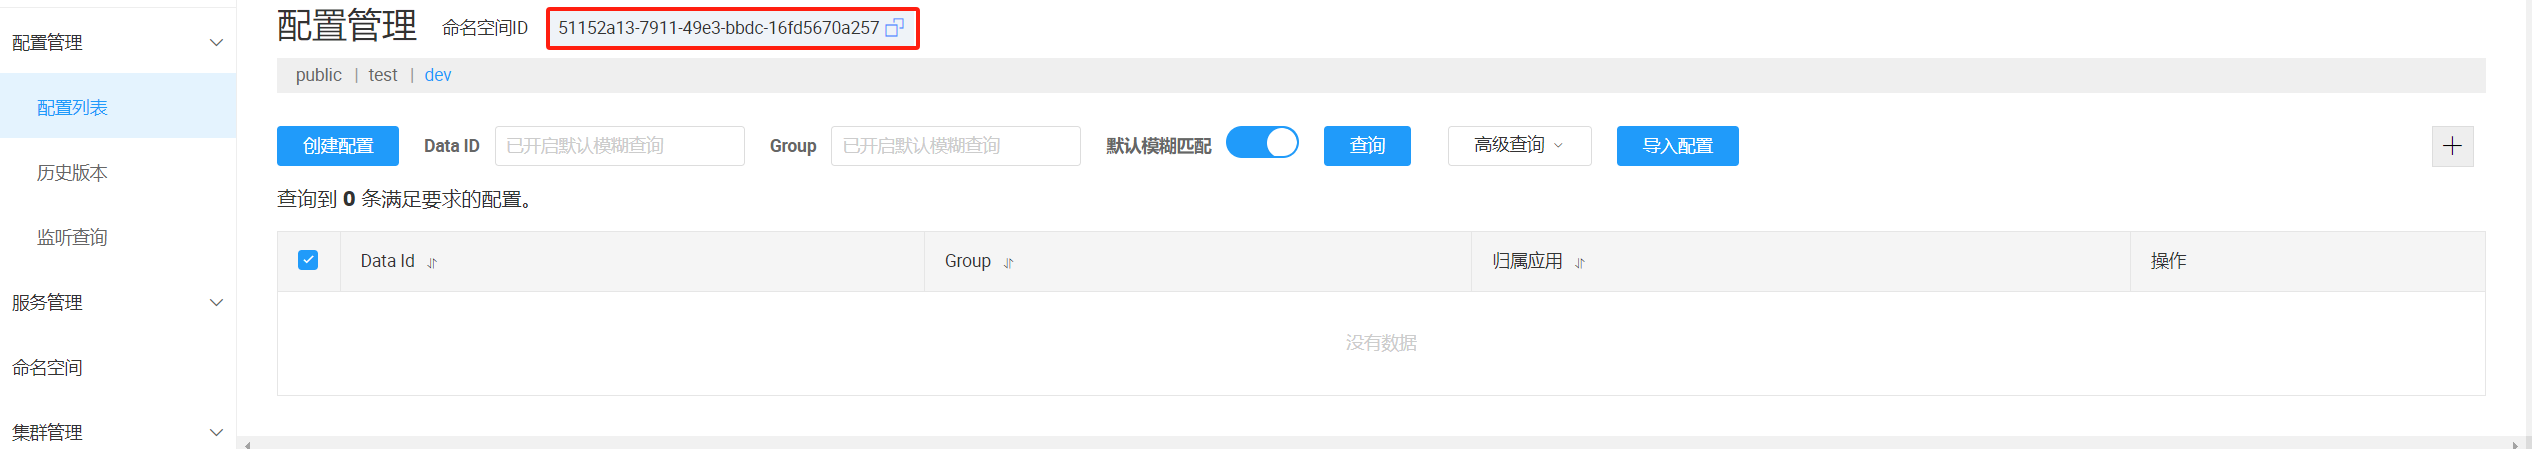 配置管理
配置列表
历史版本
监听查询
服务管理
命名空间
集群管理
配置管理 命名空间ID 51152a13-7911-49e3-bbdc-16fd5670a257
public | test | dev
创建配置 Data ID 已开启默认模糊查询 Group 已开启默认模糊查询 默认模糊匹配 查询 高级查询 导入配置
查询到 0 条满足要求的配置。
Data Id Group 归属应用 操作
没有数据